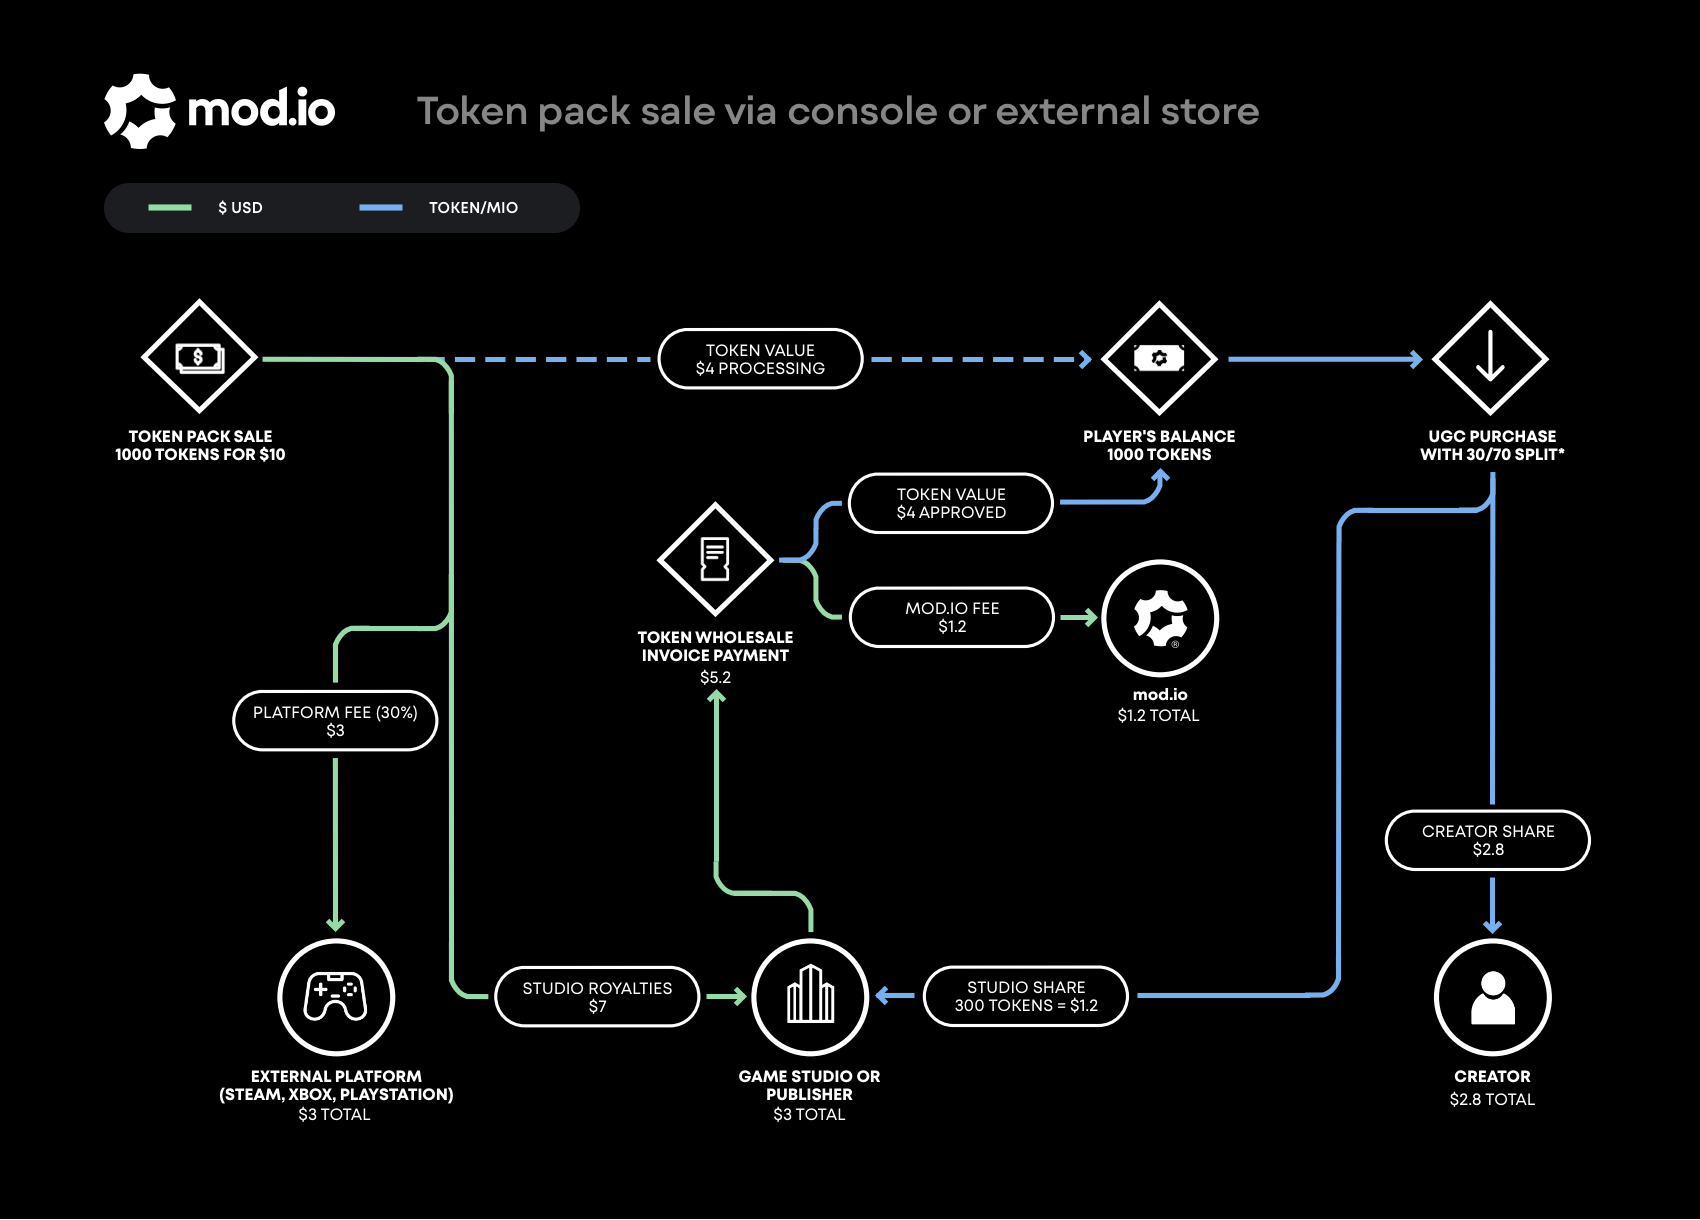 mod.io
Token pack sale via console or external store
$ USD
TOKEN/MIO
$
TOKEN VALUE
$4 PROCESSING
TOKEN PACK SALE
1000 TOKENS FOR $10
PLAYER'S BALANCE
1000 TOKENS
UGC PURCHASE
WITH 30/70 SPLIT*
TOKEN VALUE
$4 APPROVED
MOD.IO FEE
$1.2
TOKEN WHOLESALE
INVOICE PAYMENT
$5.2
®
mod.io
$1.2 TOTAL
PLATFORM FEE (30%)
$3
CREATOR SHARE
$2.8
STUDIO ROYALTIES
$7
STUDIO SHARE
300 TOKENS = $1.2
EXTERNAL PLATFORM
(STEAM, XBOX, PLAYSTATION)
$3 TOTAL
GAME STUDIO OR
PUBLISHER
$3 TOTAL
CREATOR
$2.8 TOTAL